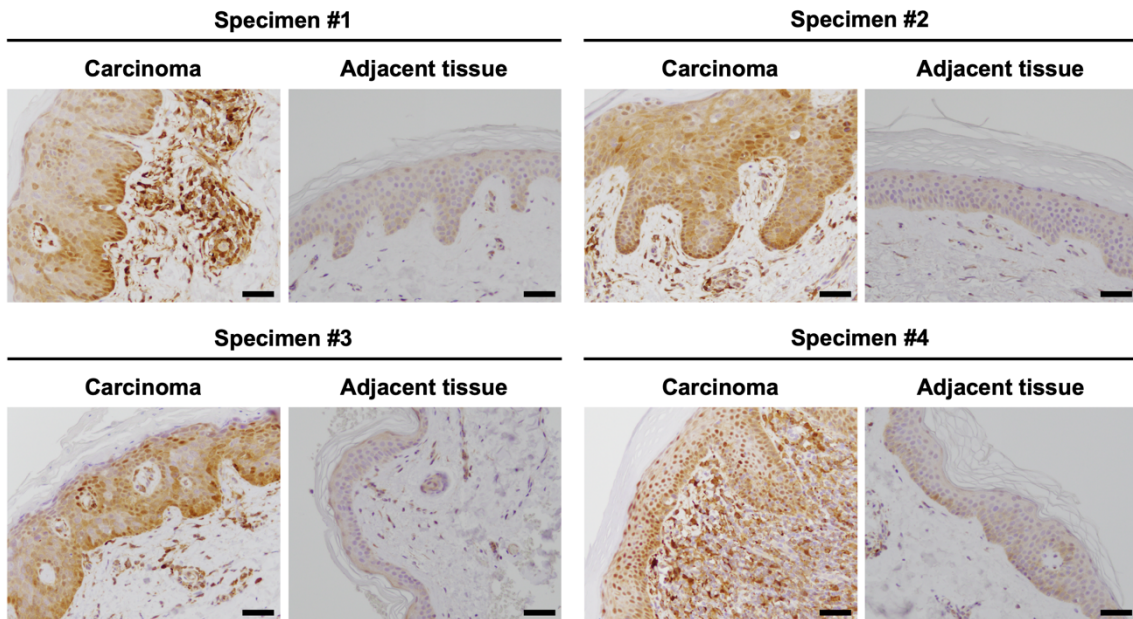 Specimen #1
Specimen #2
Carcinoma
Adjacent tissue
Carcinoma
Adjacent tissue
Specimen #3
Specimen #4
Carcinoma
Adjacent tissue
Carcinoma
Adjacent tissue